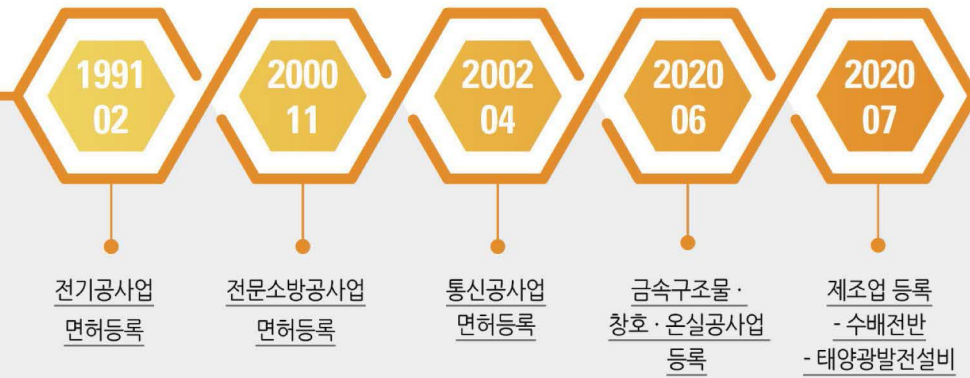 1991
02
전기공사업
면허등록
2000
11
전문소방공사업
면허등록
2002
04
통신공사업
면허등록
2020
06
금속구조물 ·
창호 · 온실공사업
등록
2020
07
제조업 등록
- 수배전반
- 태양광발전설비